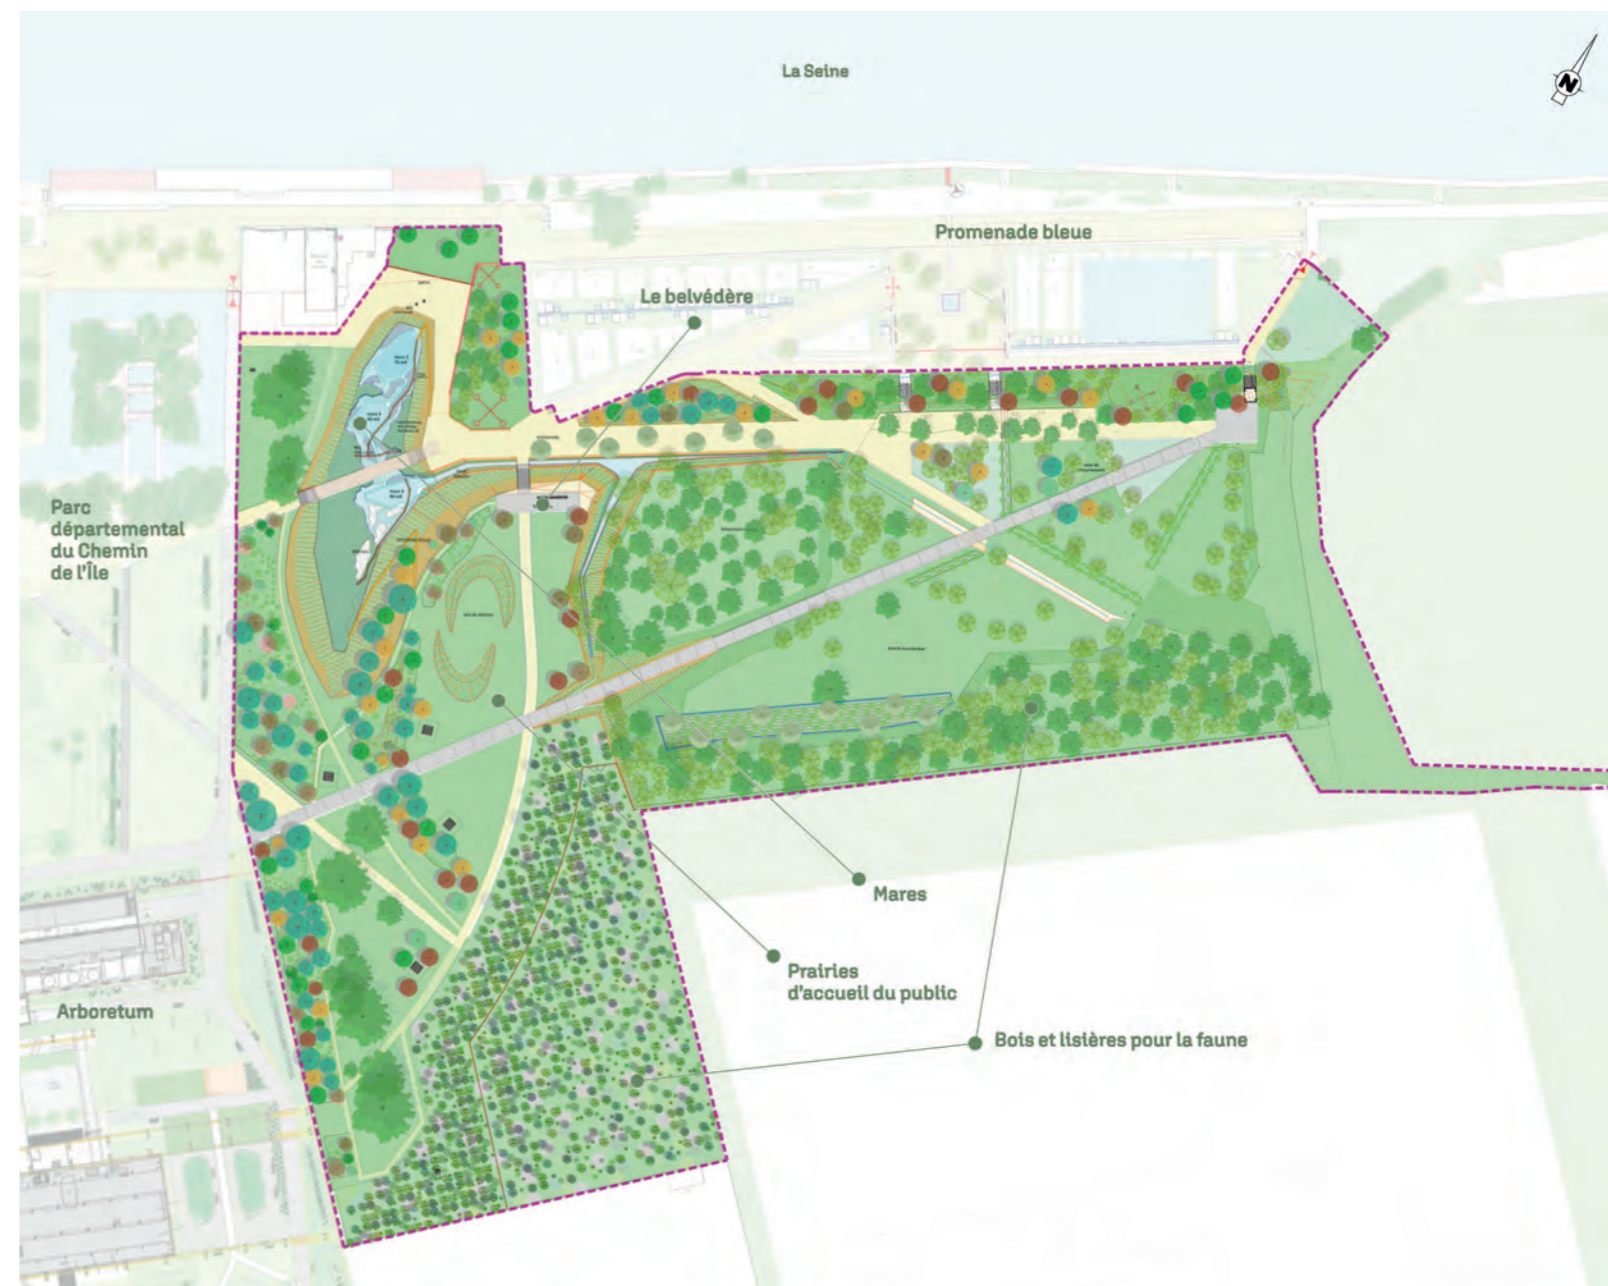 La Seine
N
Promenade bleue
Le belvédère
Parc
départemental
du Chemin
de l'Île
Mares
Prairies
d'accueil du public
Arboretum
Bois et lisières pour la faune